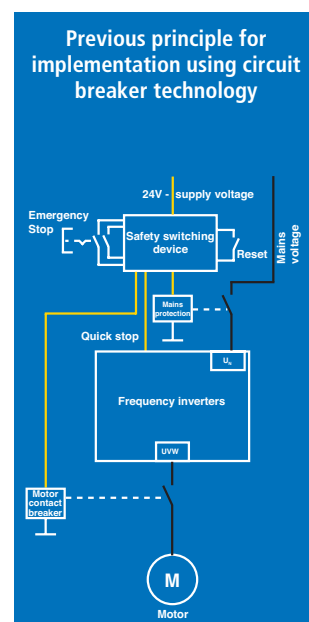 Previous principle for
implementation using circuit
breaker technology
24V - supply voltage
Emergency
Stop
Safety switching
device
Reset
Mains
voltage
Mains
protection
Quick stop
UN
Frequency inverters
UVW
Motor
contact
breaker
M
Motor